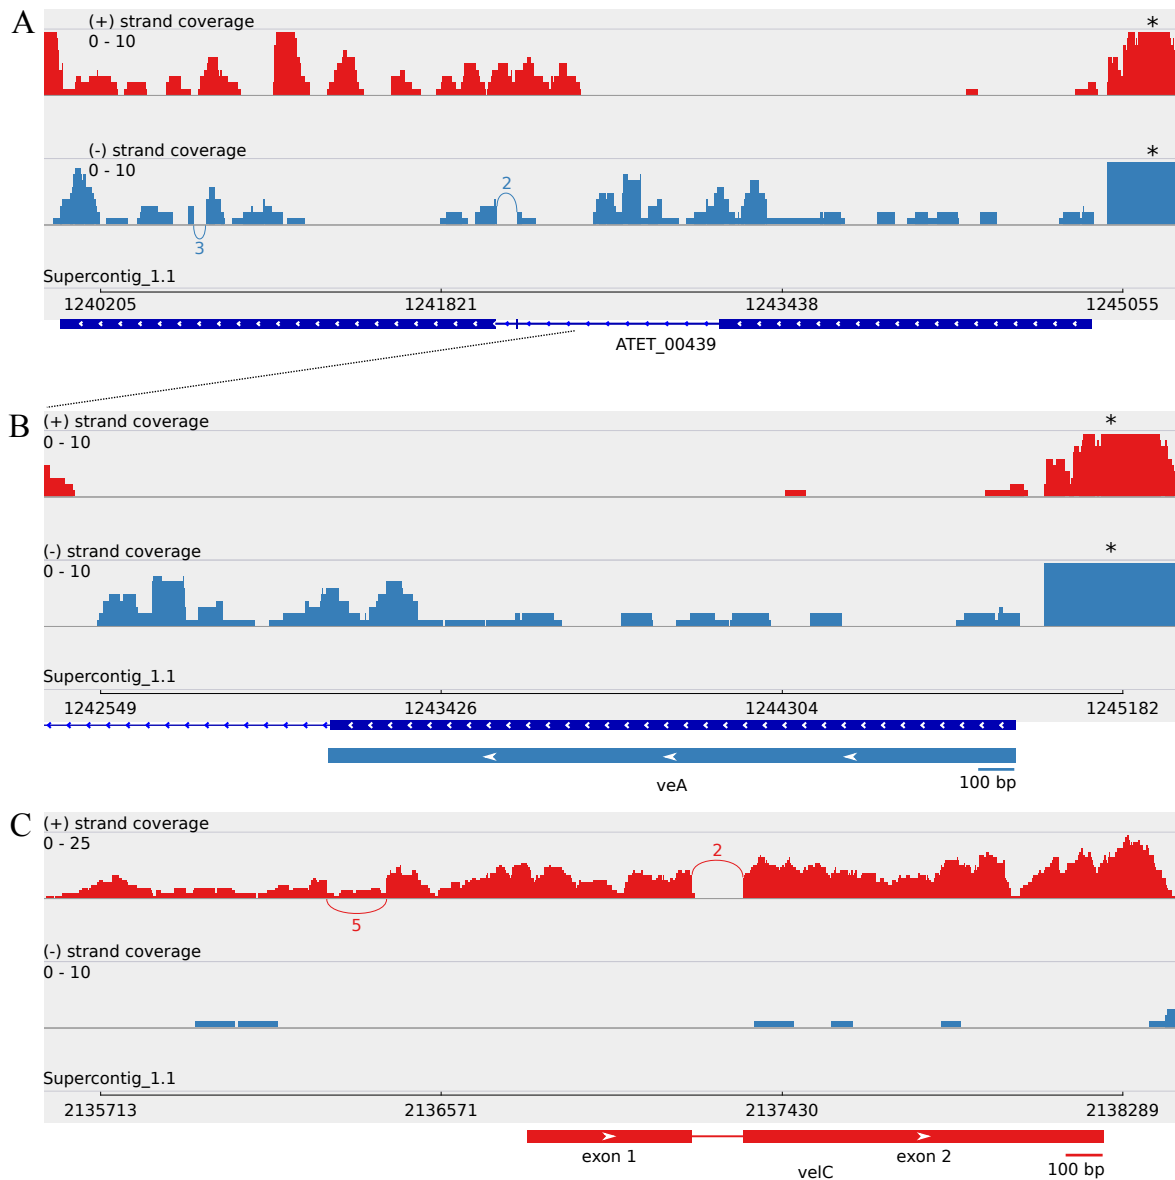 A
(+) strand coverage
0 - 10
*
(-) strand coverage
0 - 10
*
2
3
Supercontig_1.1
1240205 1241821 1243438 1245055
ATET_00439
B
(+) strand coverage
0 - 10
*
(-) strand coverage
0 - 10
*
Supercontig_1.1
1242549 1243426 1244304 1245182
veA
100 bp
C
(+) strand coverage
0 - 25
2
5
(-) strand coverage
0 - 10
Supercontig_1.1
2135713 2136571 2137430 2138289
exon 1 exon 2
velC
100 bp